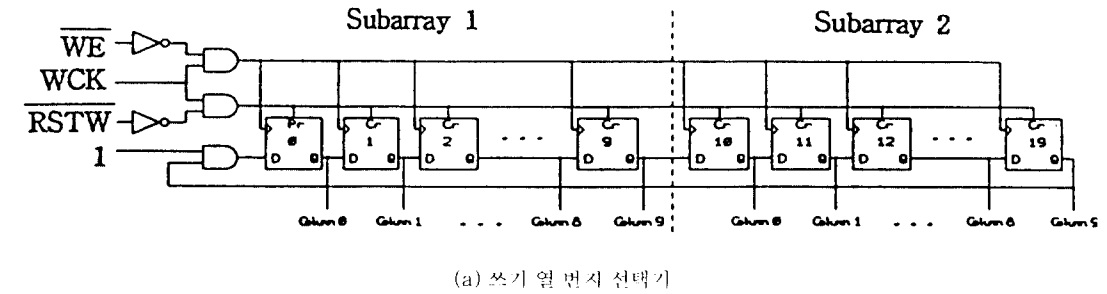 Subarray 1
Subarray 2
WE
WCK
RSTW
1
Pr
0
D Q
Cr
1
D Q
Cr
2
D Q
. . .
Cr
9
D Q
Cr
10
D Q
Cr
11
D Q
Cr
12
D Q
. . .
Cr
19
D Q
Column 0
Column 1
. . .
Column 8
Column 9
Column 0
Column 1
. . .
Column 8
Column 9
(a) 쓰기 열 번지 선택기